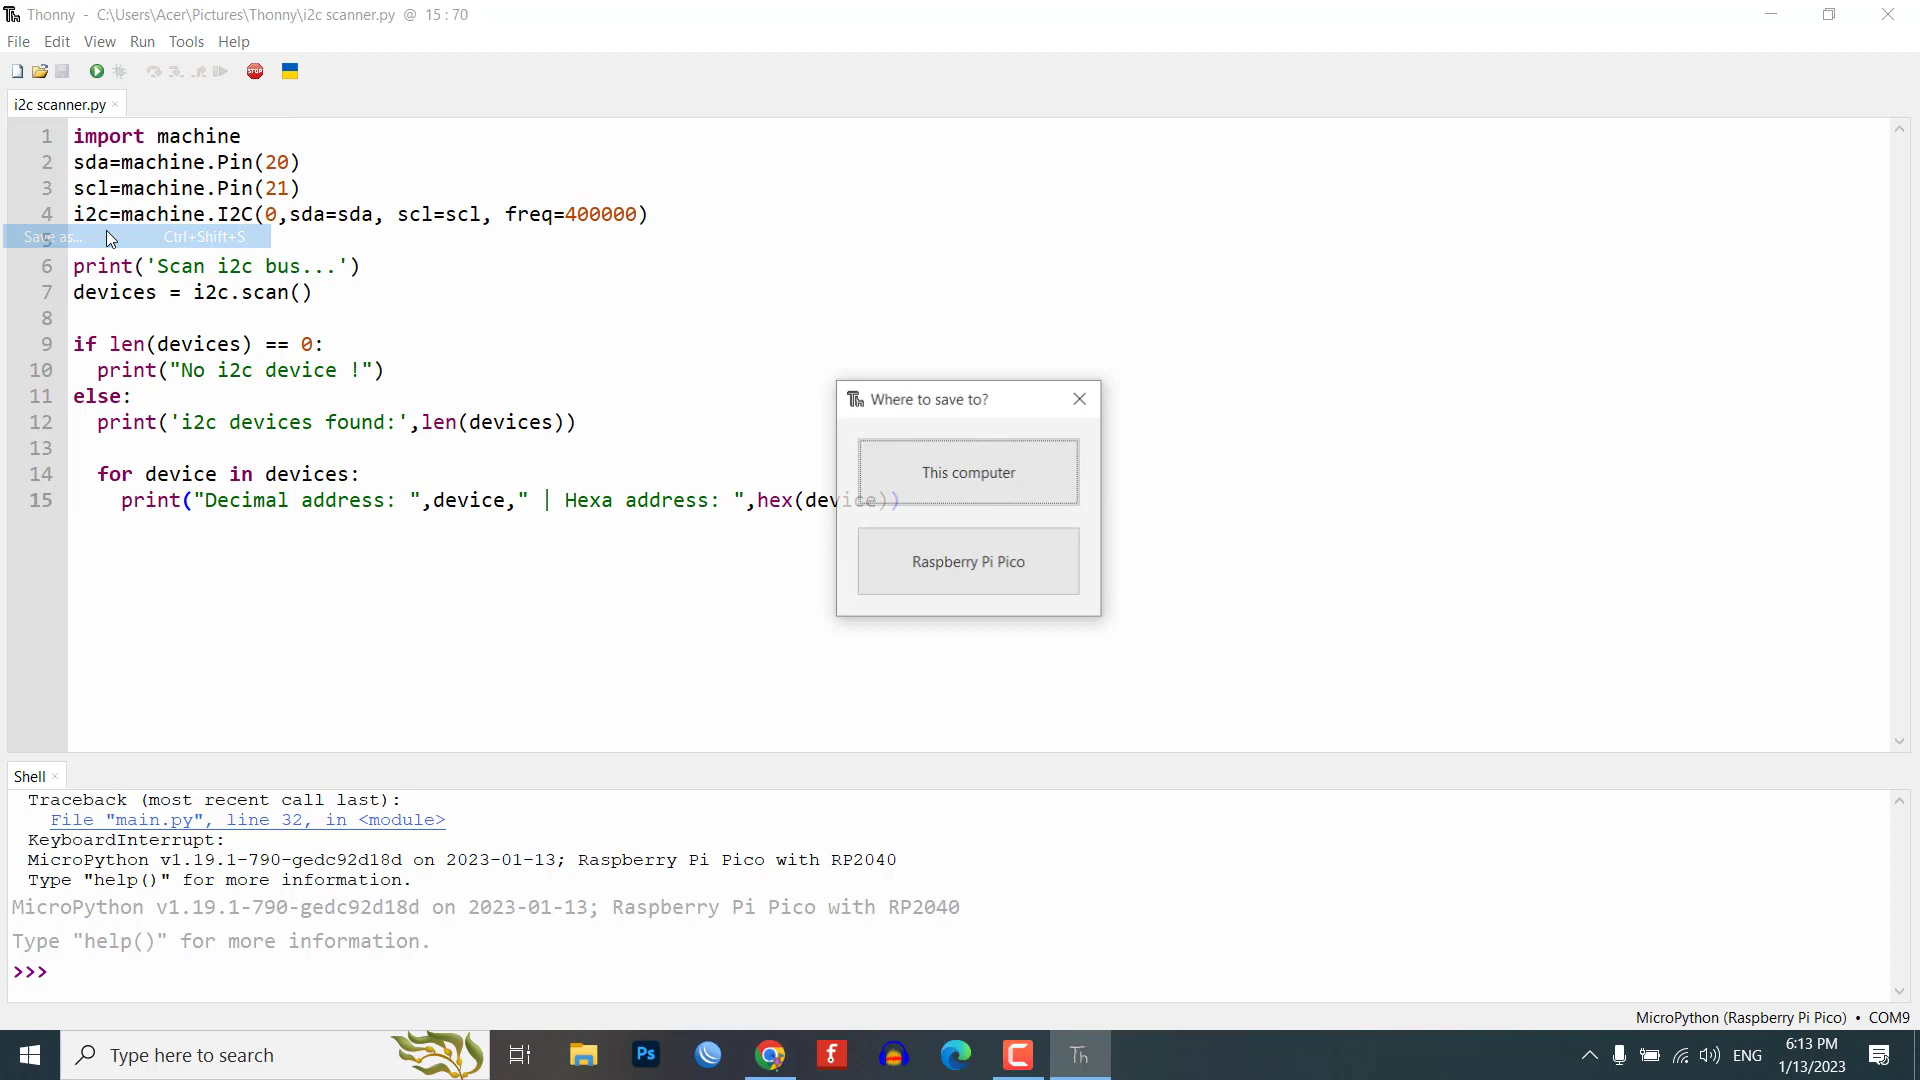 Thonny - C:\Users\Acer\Pictures\Thonny\i2c scanner.py @ 15 : 70
File Edit View Run Tools Help
STOP
i2c scanner.py ×
1 import machine
2 sda=machine.Pin(20)
3 scl=machine.Pin(21)
4 i2c=machine.I2C(0,sda=sda, scl=scl, freq=400000)
5
Save as... Ctrl+Shift+S
6 print('Scan i2c bus...')
7 devices = i2c.scan()
8
9 if len(devices) == 0:
10 print("No i2c device !")
11 else:
12 print('i2c devices found:',len(devices))
13
14 for device in devices:
15 print("Decimal address: ",device," | Hexa address: ",hex(device))
Th Where to save to?
This computer
Raspberry Pi Pico
Shell ×
Traceback (most recent call last):
File "main.py", line 32, in <module>
KeyboardInterrupt:
MicroPython v1.19.1-790-gedc92d18d on 2023-01-13; Raspberry Pi Pico with RP2040
Type "help()" for more information.
MicroPython v1.19.1-790-gedc92d18d on 2023-01-13; Raspberry Pi Pico with RP2040
Type "help()" for more information.
>>>
MicroPython (Raspberry Pi Pico) • COM9
Type here to search
Ps
Th
ENG
6:13 PM
1/13/2023